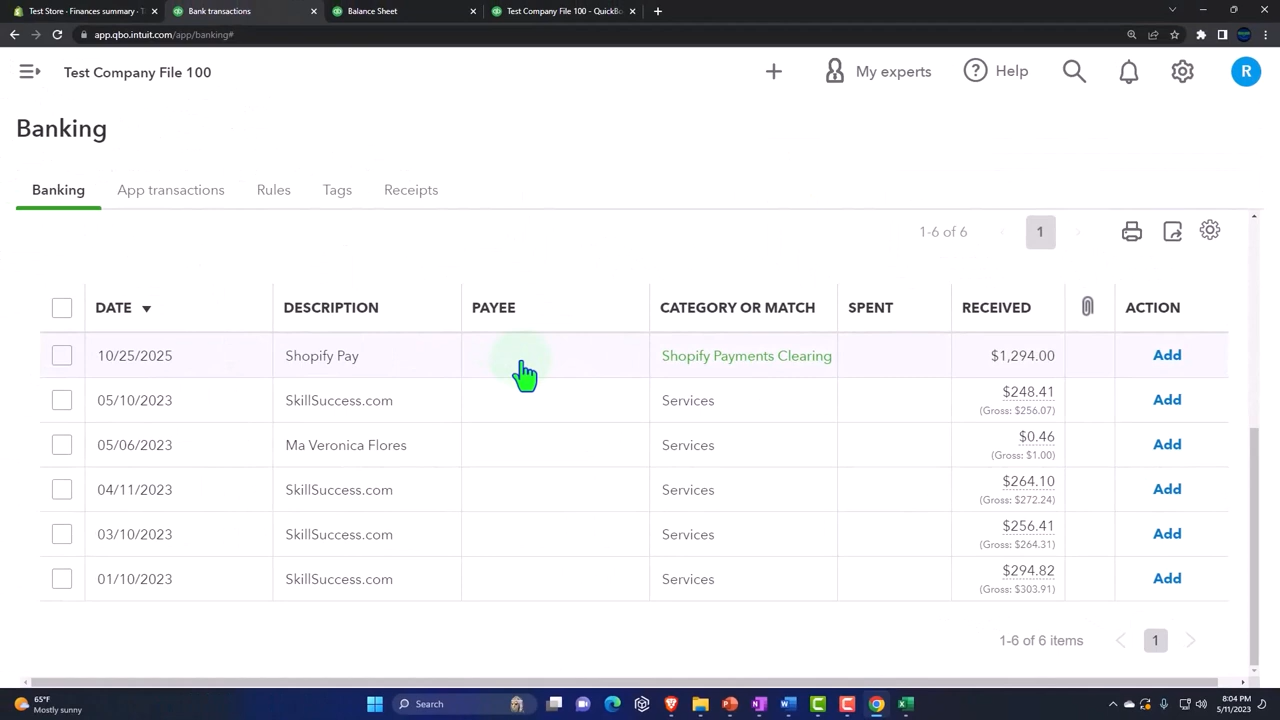 Test Store - Finances summary - T
Bank transactions
Balance Sheet
Test Company File 100 - QuickBo
app.qbo.intuit.com/app/banking#
Test Company File 100
My experts
Help
R
Banking
Banking App transactions Rules Tags Receipts
1-6 of 6 1
DATE DESCRIPTION PAYEE CATEGORY OR MATCH SPENT RECEIVED ACTION
10/25/2025 Shopify Pay Shopify Payments Clearing $1,294.00 Add
05/10/2023 SkillSuccess.com Services $248.41 Add
(Gross: $256.07)
05/06/2023 Ma Veronica Flores Services $0.46 Add
(Gross: $1.00)
04/11/2023 SkillSuccess.com Services $264.10 Add
(Gross: $272.24)
03/10/2023 SkillSuccess.com Services $256.41 Add
(Gross: $264.31)
01/10/2023 SkillSuccess.com Services $294.82 Add
(Gross: $303.91)
1-6 of 6 items 1
65°F
Mostly sunny
Search
8:04 PM
5/11/2023